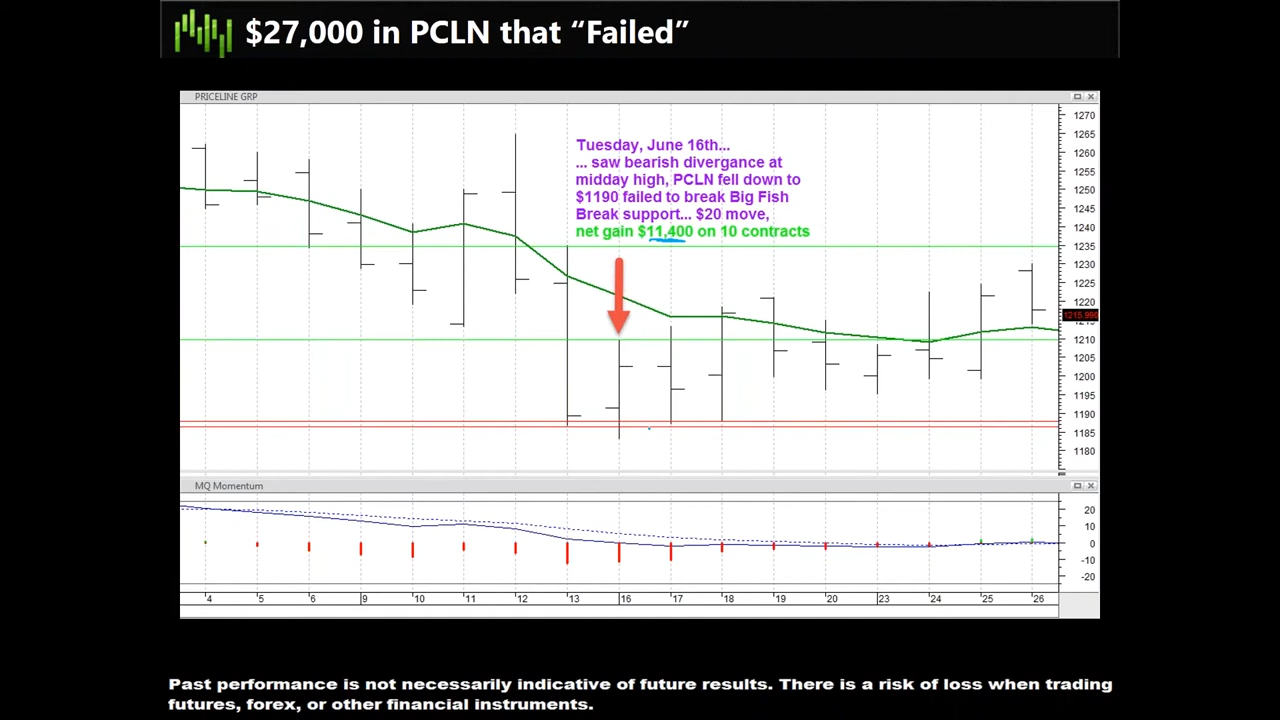 $27,000 in PCLN that “Failed”
PRICELINE GRP
Tuesday, June 16th...
... saw bearish divergance at
midday high, PCLN fell down to
$1190 failed to break Big Fish
Break support... $20 move,
net gain $11,400 on 10 contracts
1270
1265
1260
1255
1250
1245
1240
1235
1230
1225
1220
1215.990
1215
1210
1205
1200
1195
1190
1185
1180
MQ Momentum
20
10
0
-10
-20
4 5 6 9 10 11 12 13 16 17 18 19 20 23 24 25 26
Past performance is not necessarily indicative of future results. There is a risk of loss when trading
futures, forex, or other financial instruments.